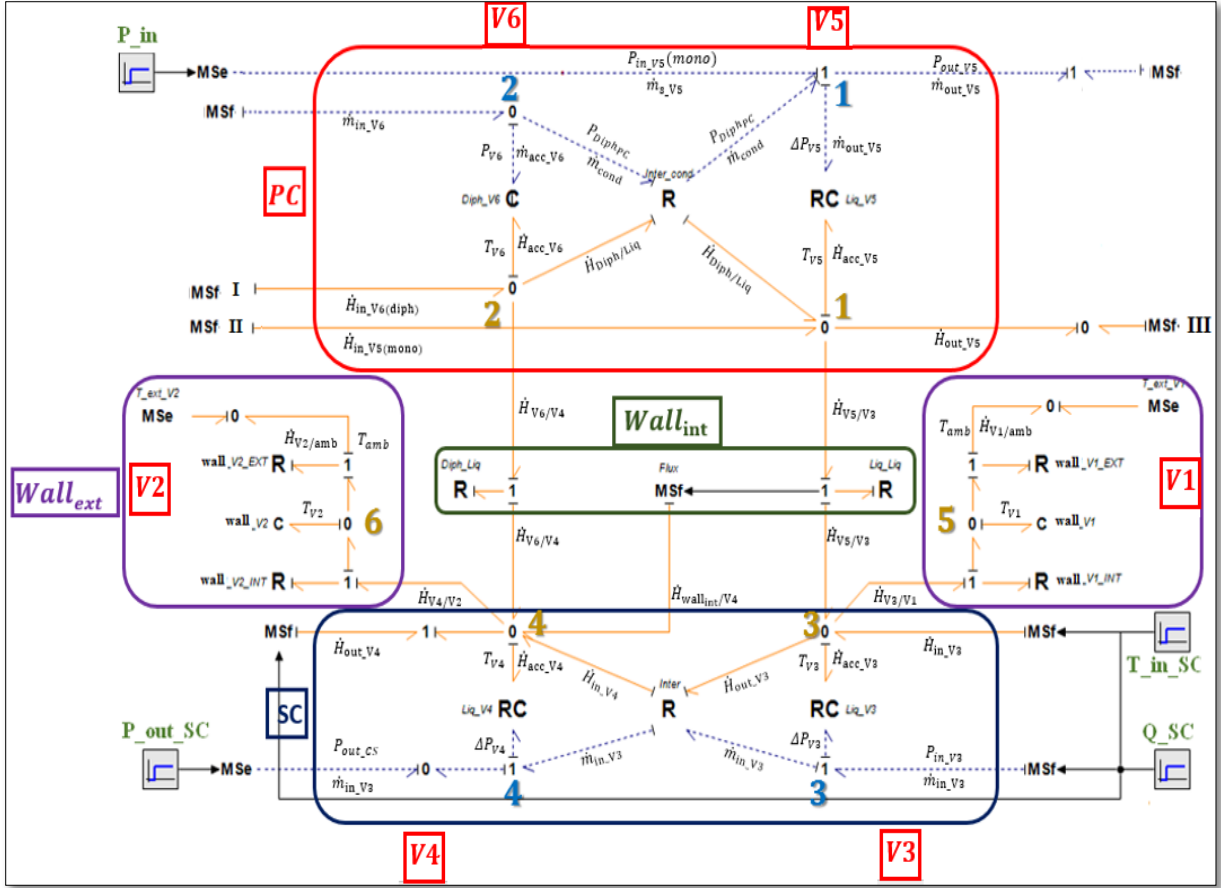 V6
V5
P_in
MSe
P_in_V5(mono)
ṁ_s_V5
1
P_out_V5
ṁ_out_V5
1
MSf
2
1
MSf
ṁ_in_V6
0
P_V6
ṁ_acc_V6
P_Diph_PC
ṁ_cond
P_Diph_PC
ṁ_cond
ΔP_V5
ṁ_out_V5
PC
Inter_cond
Diph_V6 C
R
RC Liq_V5
T_V6
Ḣ_acc_V6
Ḣ_Diph/Liq
Ḣ_Diph/Liq
T_V5
Ḣ_acc_V5
MSf I
0
Ḣ_in_V6(diph)
2
1
MSf II
0
0
MSf III
Ḣ_in_V5(mono)
Ḣ_out_V5
T_ext_V2
MSe
0
Ḣ_V2/amb
T_amb
wall_V2_EXT R
1
wall_V2 C
T_V2
0
6
wall_V2_INT R
1
Wall_ext
V2
Ḣ_V6/V4
Wall_int
Ḣ_V5/V3
Diph_Liq
Flux
Liq_Liq
R
1
MSf
1
R
Ḣ_V6/V4
Ḣ_V5/V3
T_ext_V1
0
MSe
T_amb
Ḣ_V1/amb
1
R wall_V1_EXT
V1
5
0
T_V1
C wall_V1
1
R wall_V1_INT
Ḣ_V4/V2
Ḣ_wall_int/V4
Ḣ_V3/V1
MSf
1
0
4
3
0
MSf
Ḣ_out_V4
Ḣ_in_V3
T_in_SC
T_V4
Ḣ_acc_V4
Ḣ_in_V4
Ḣ_out_V3
T_V3
Ḣ_acc_V3
SC
Inter
Liq_V4 RC
R
RC Liq_V3
P_out_SC
Q_SC
P_out_CS
ΔP_V4
ṁ_in_V3
ṁ_in_V3
ΔP_V3
P_in_V3
MSe
0
1
1
MSf
ṁ_in_V3
ṁ_in_V3
4
3
V4
V3